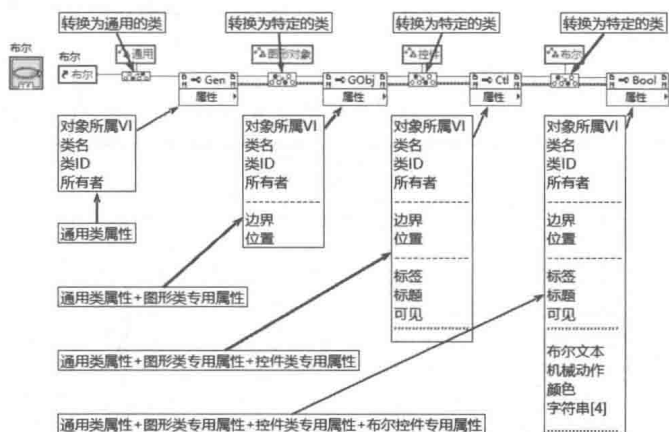 转换为通用的类
转换为特定的类
转换为特定的类
转换为特定的类
布尔
布尔
通用
图形对象
控件
布尔
布尔
Gen
GObj
Ctl
Bool
属性
属性
属性
属性
对象所属VI
类名
类ID
所有者
对象所属VI
类名
类ID
所有者
边界
位置
对象所属VI
类名
类ID
所有者
边界
位置
标签
标题
可见
对象所属VI
类名
类ID
所有者
边界
位置
标签
标题
可见
布尔文本
机械动作
颜色
字符串[4]
通用类属性
通用类属性+图形类专用属性
通用类属性+图形类专用属性+控件类专用属性
通用类属性+图形类专用属性+控件类专用属性+布尔控件专用属性